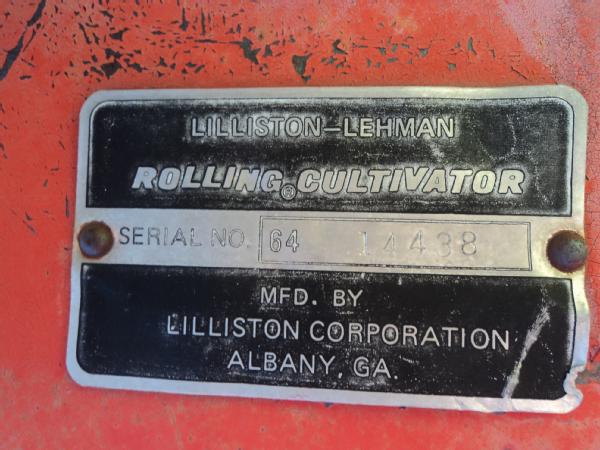 LILLISTON-LEHMAN
ROLLING® CULTIVATOR
SERIAL NO. 64 14438
MFD. BY
LILLISTON CORPORATION
ALBANY, GA.